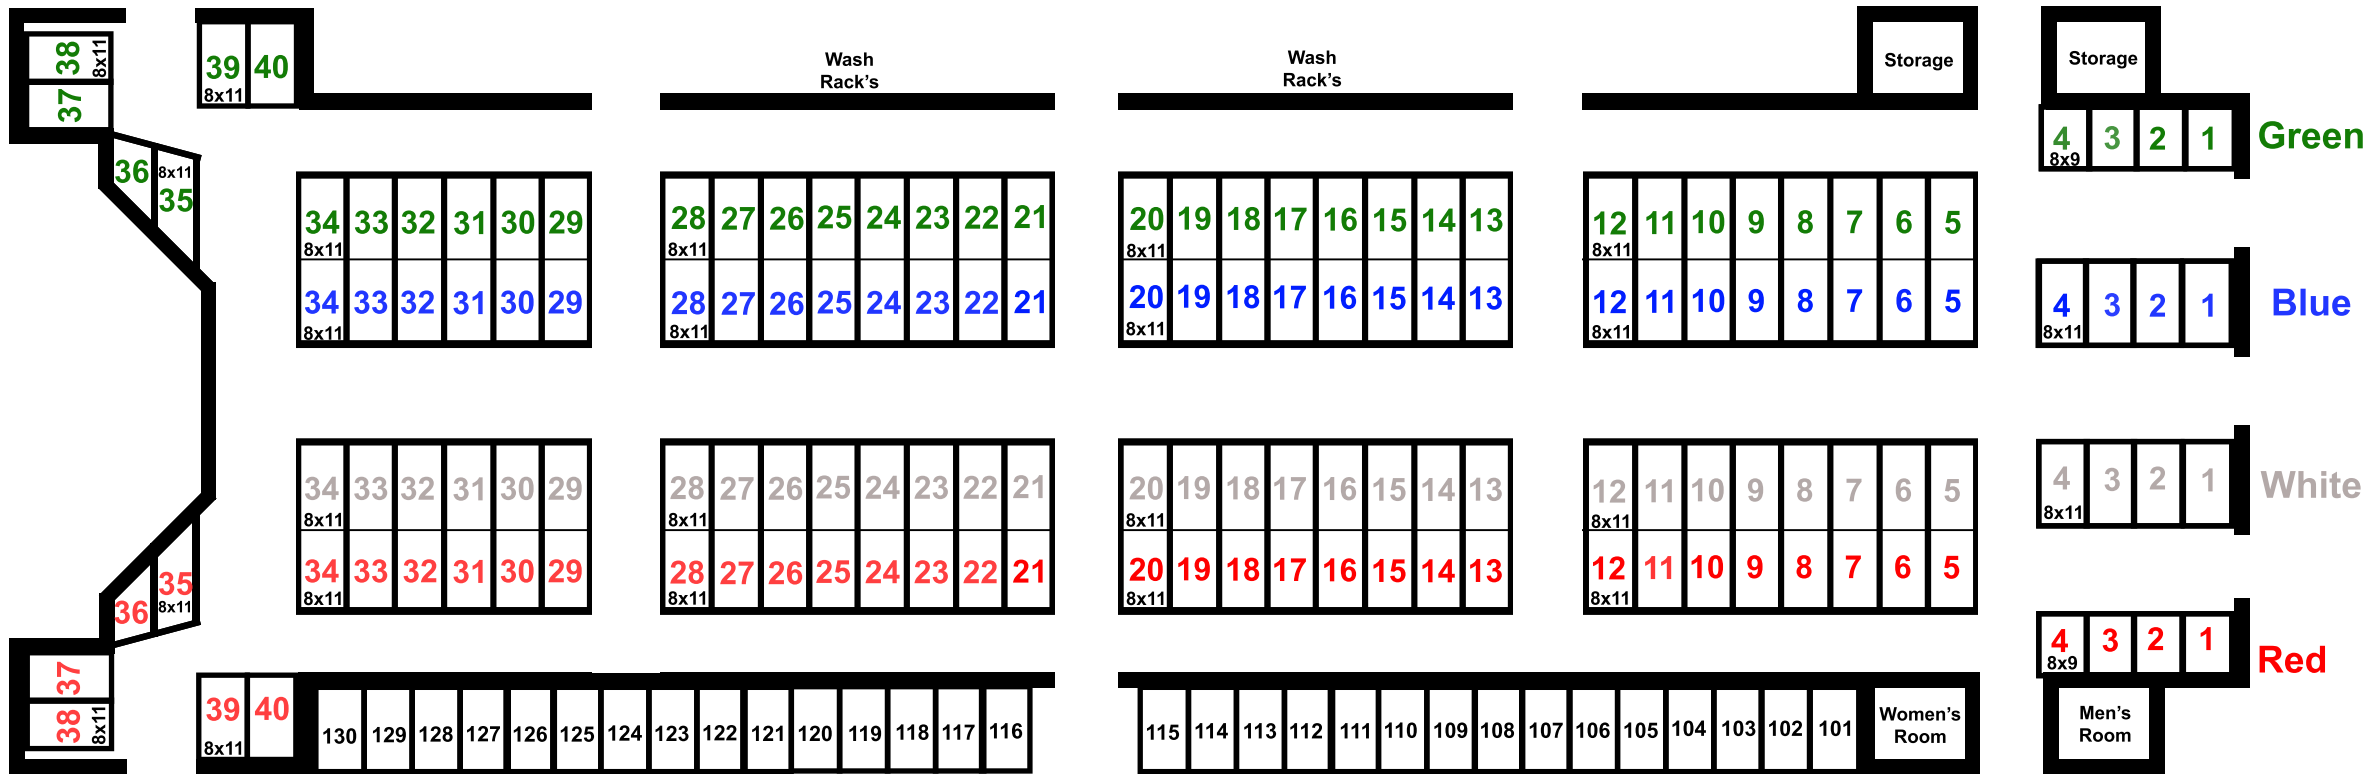 38 8x11
37
39 40
8x11
Wash
Rack's
Wash
Rack's
Storage
Storage
4 3 2 1 Green
8x9
36 8x11
35
34 33 32 31 30 29 28 27 26 25 24 23 22 21 20 19 18 17 16 15 14 13 12 11 10 9 8 7 6 5
8x11 8x11 8x11 8x11
34 33 32 31 30 29 28 27 26 25 24 23 22 21 20 19 18 17 16 15 14 13 12 11 10 9 8 7 6 5 4 3 2 1 Blue
8x11 8x11 8x11 8x11 8x11
34 33 32 31 30 29 28 27 26 25 24 23 22 21 20 19 18 17 16 15 14 13 12 11 10 9 8 7 6 5 4 3 2 1 White
8x11 8x11 8x11 8x11 8x11
34 33 32 31 30 29 28 27 26 25 24 23 22 21 20 19 18 17 16 15 14 13 12 11 10 9 8 7 6 5
8x11 8x11 8x11 8x11
35
36 8x11
4 3 2 1 Red
8x9
37
38 8x11
39 40
8x11
130 129 128 127 126 125 124 123 122 121 120 119 118 117 116 115 114 113 112 111 110 109 108 107 106 105 104 103 102 101
Women's
Room
Men's
Room